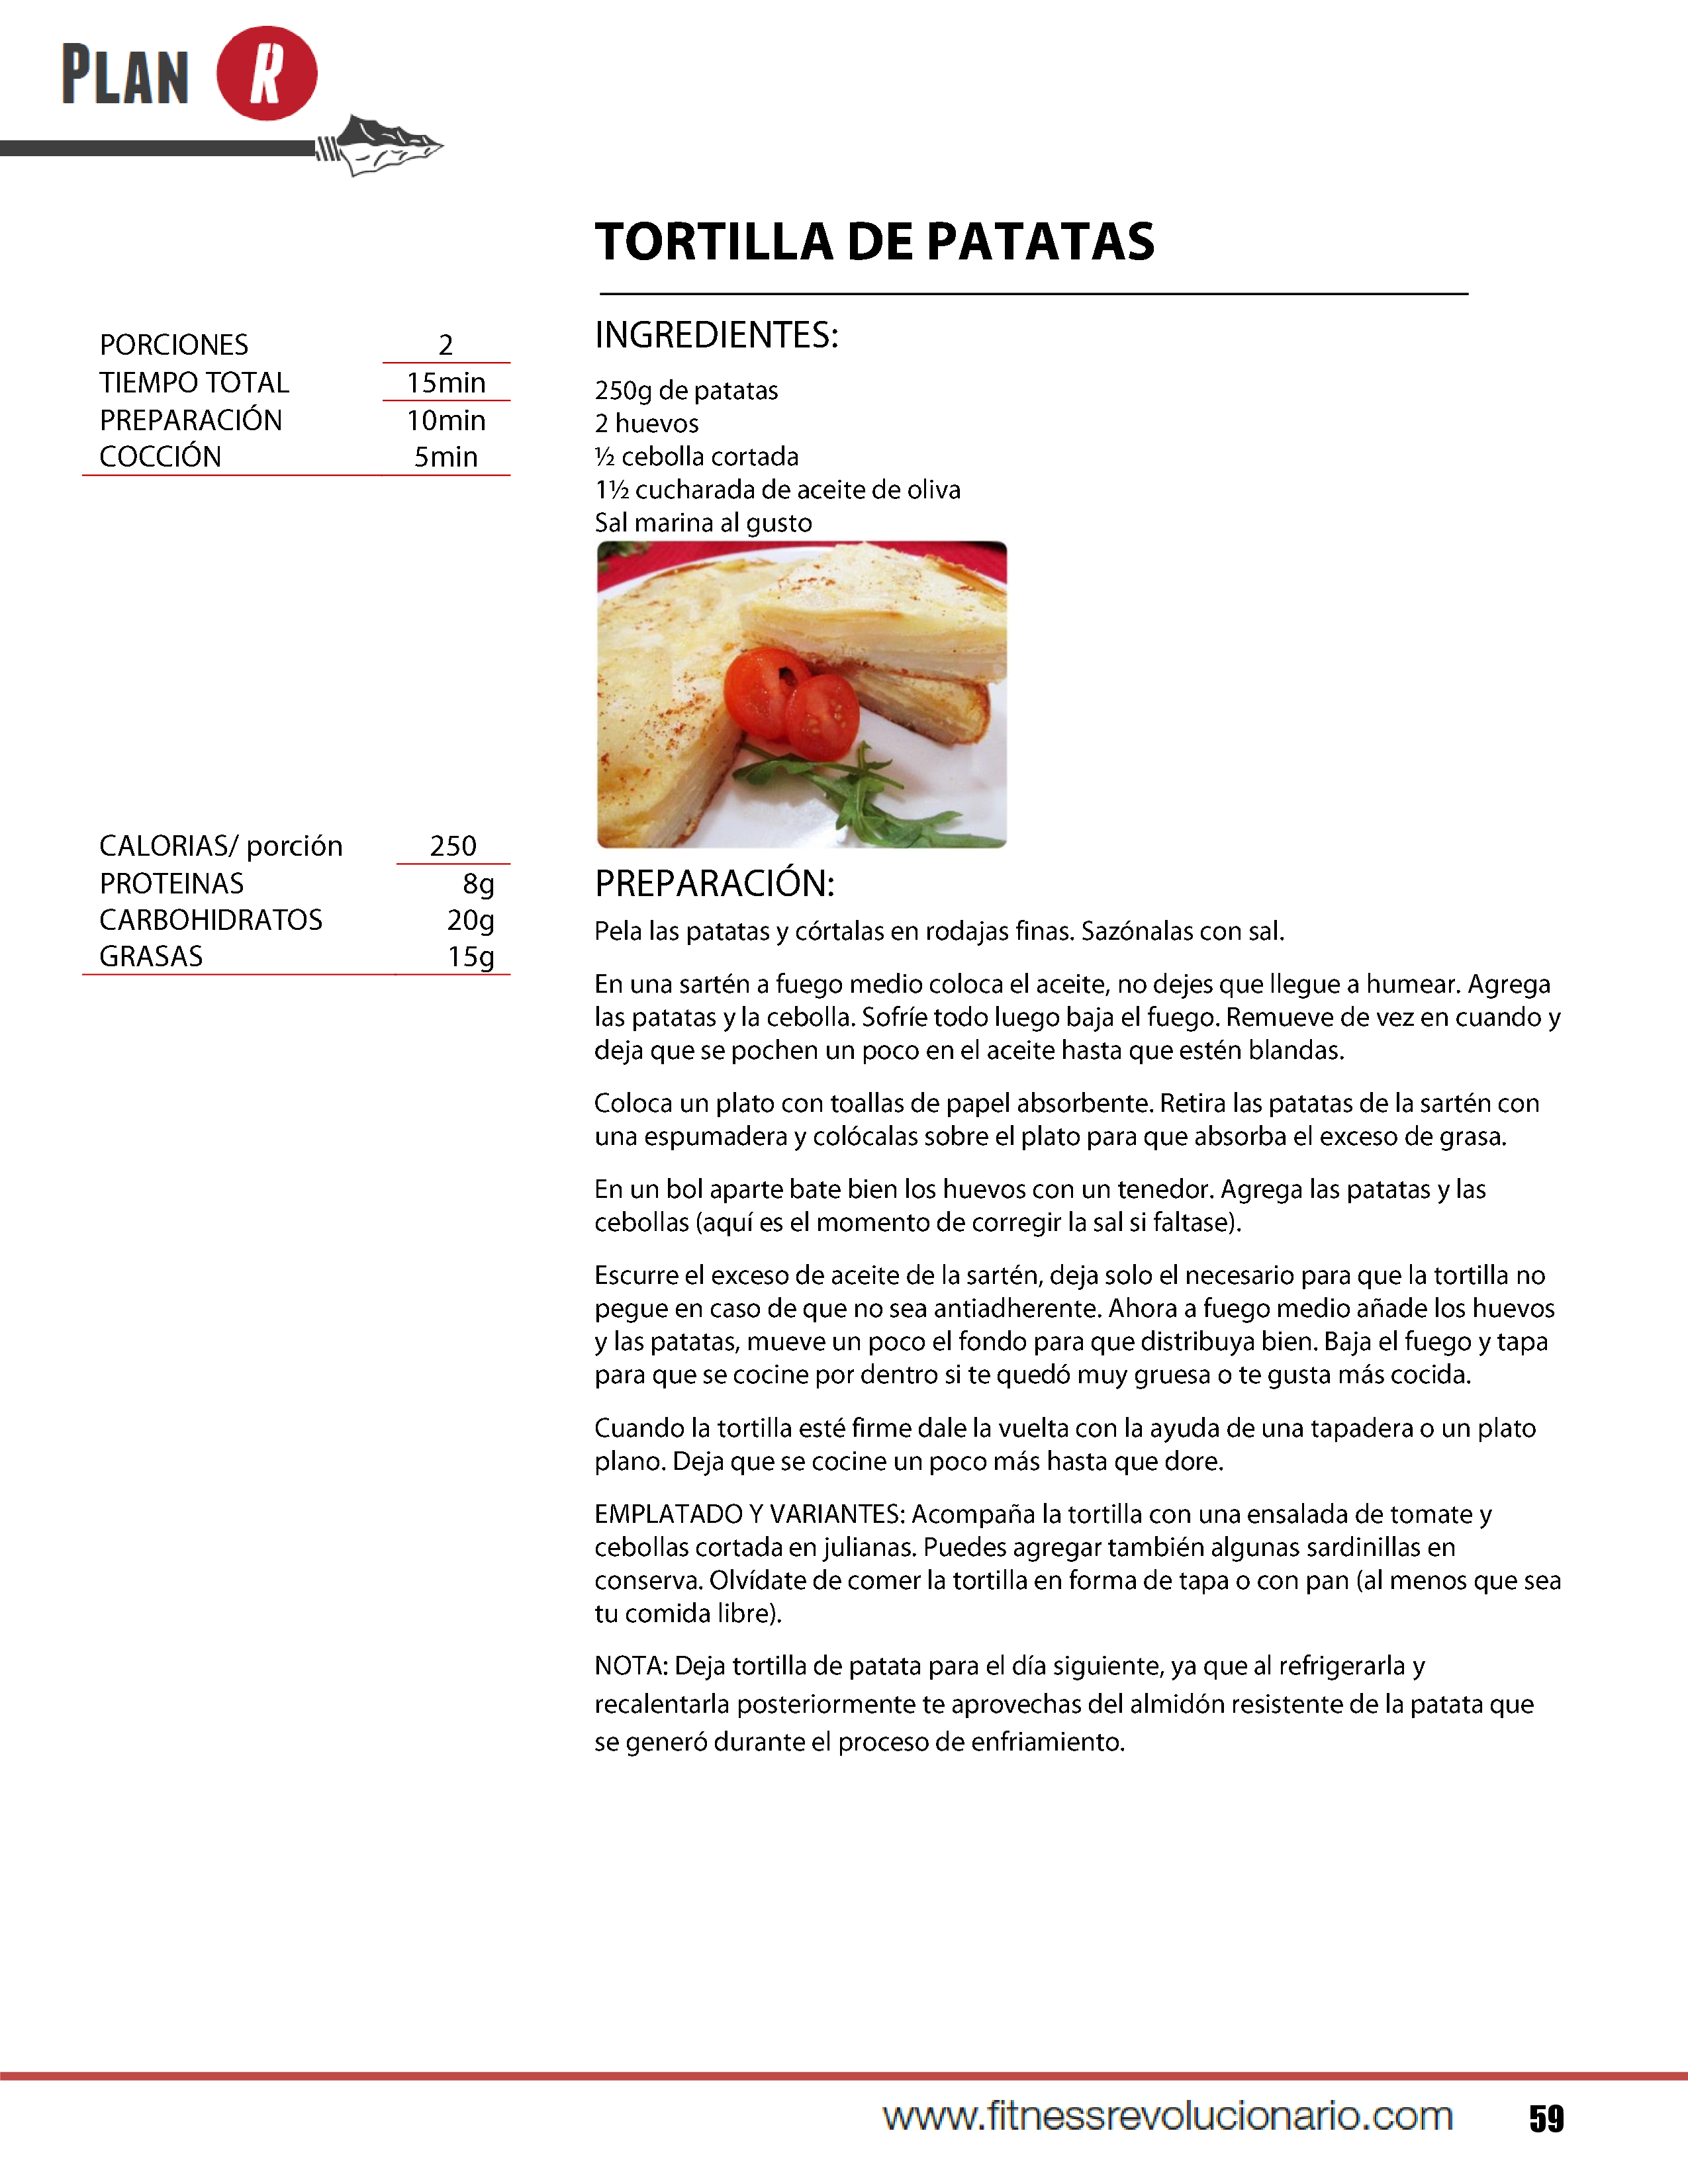 PLAN R
TORTILLA DE PATATAS
PORCIONES 2
TIEMPO TOTAL 15min
PREPARACIÓN 10min
COCCIÓN 5min
INGREDIENTES:
250g de patatas
2 huevos
½ cebolla cortada
1½ cucharada de aceite de oliva
Sal marina al gusto
CALORIAS/ porción 250
PROTEINAS 8g
CARBOHIDRATOS 20g
GRASAS 15g
PREPARACIÓN:
Pela las patatas y córtalas en rodajas finas. Sazónalas con sal.
En una sartén a fuego medio coloca el aceite, no dejes que llegue a humear. Agrega
las patatas y la cebolla. Sofríe todo luego baja el fuego. Remueve de vez en cuando y
deja que se pochen un poco en el aceite hasta que estén blandas.
Coloca un plato con toallas de papel absorbente. Retira las patatas de la sartén con
una espumadera y colócalas sobre el plato para que absorba el exceso de grasa.
En un bol aparte bate bien los huevos con un tenedor. Agrega las patatas y las
cebollas (aquí es el momento de corregir la sal si faltase).
Escurre el exceso de aceite de la sartén, deja solo el necesario para que la tortilla no
pegue en caso de que no sea antiadherente. Ahora a fuego medio añade los huevos
y las patatas, mueve un poco el fondo para que distribuya bien. Baja el fuego y tapa
para que se cocine por dentro si te quedó muy gruesa o te gusta más cocida.
Cuando la tortilla esté firme dale la vuelta con la ayuda de una tapadera o un plato
plano. Deja que se cocine un poco más hasta que dore.
EMPLATADO Y VARIANTES: Acompaña la tortilla con una ensalada de tomate y
cebollas cortada en julianas. Puedes agregar también algunas sardinillas en
conserva. Olvídate de comer la tortilla en forma de tapa o con pan (al menos que sea
tu comida libre).
NOTA: Deja tortilla de patata para el día siguiente, ya que al refrigerarla y
recalentarla posteriormente te aprovechas del almidón resistente de la patata que
se generó durante el proceso de enfriamiento.
www.fitnessrevolucionario.com 59